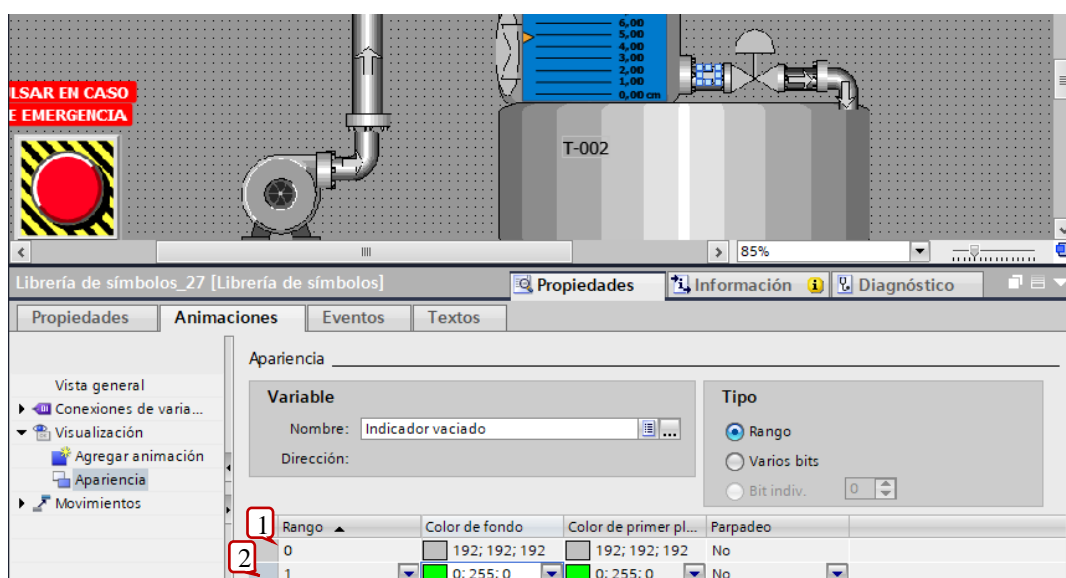 6,00
5,00
4,00
3,00
2,00
1,00
0,00 cm
LSAR EN CASO
E EMERGENCIA
T-002
85%
Librería de símbolos_27 [Librería de símbolos]
Propiedades
Información
Diagnóstico
Propiedades
Animaciones
Eventos
Textos
Apariencia
Vista general
Conexiones de varia...
Visualización
Agregar animación
Apariencia
Movimientos
Variable
Nombre: Indicador vaciado
Dirección:
Tipo
Rango
Varios bits
Bit indiv. 0
1
Rango Color de fondo Color de primer pl... Parpadeo
0 192; 192; 192 192; 192; 192 No
2
1 0; 255; 0 0; 255; 0 No